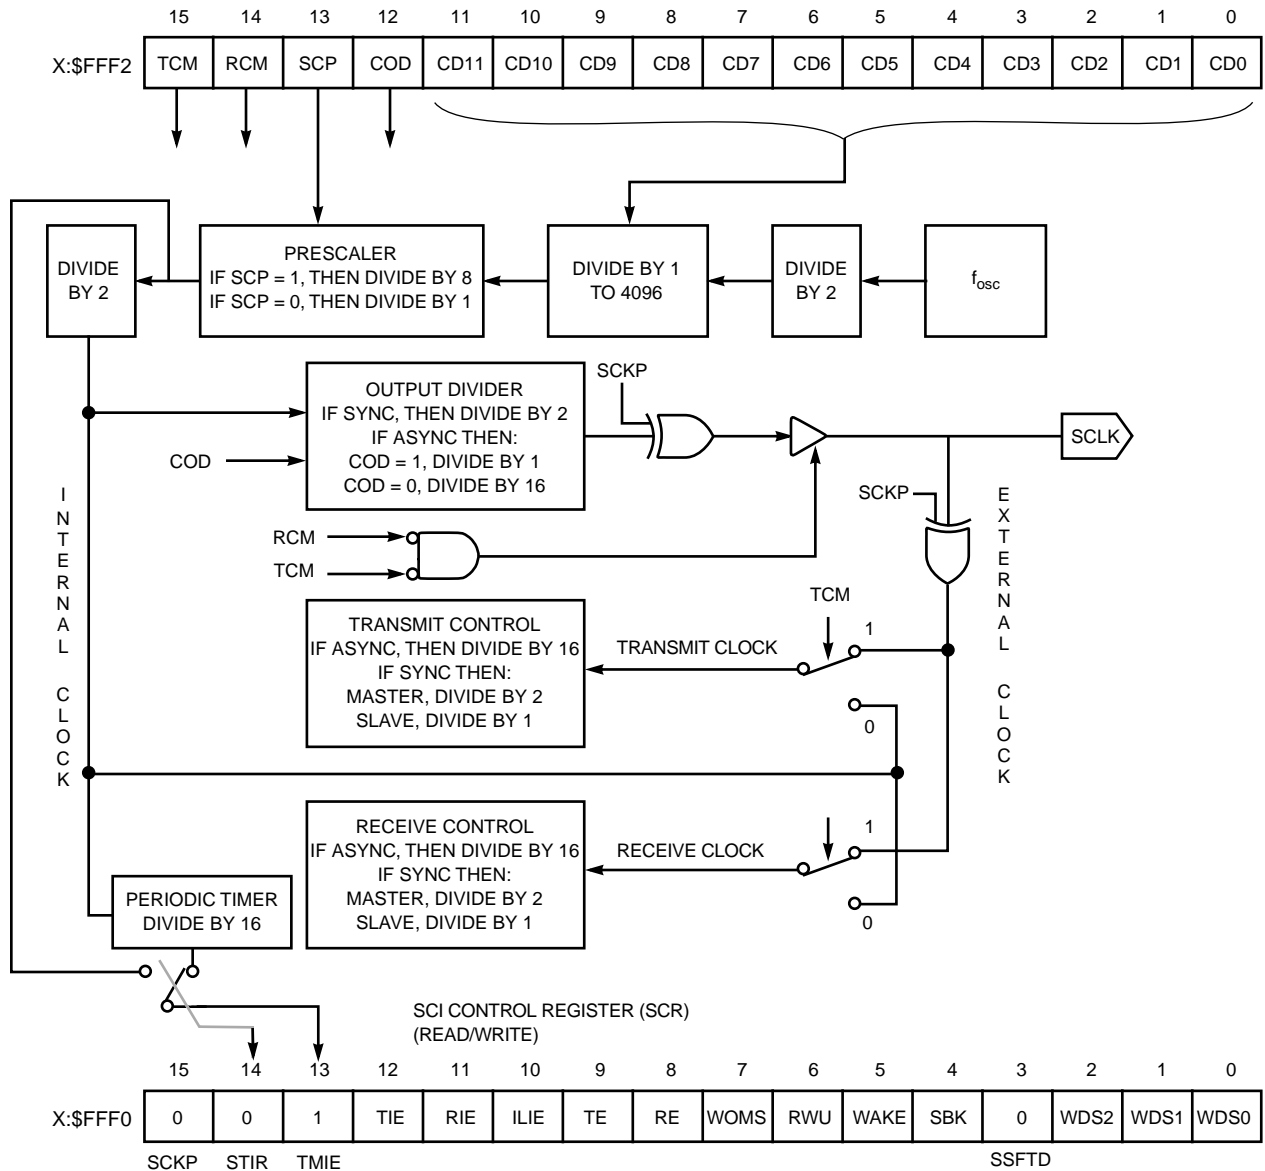 15 14 13 12 11 10 9 8 7 6 5 4 3 2 1 0
X:$FFF2 TCM RCM SCP COD CD11 CD10 CD9 CD8 CD7 CD6 CD5 CD4 CD3 CD2 CD1 CD0
DIVIDE
BY 2
PRESCALER
IF SCP = 1, THEN DIVIDE BY 8
IF SCP = 0, THEN DIVIDE BY 1
DIVIDE BY 1
TO 4096
DIVIDE
BY 2
fosc
OUTPUT DIVIDER
IF SYNC, THEN DIVIDE BY 2
IF ASYNC THEN:
COD = 1, DIVIDE BY 1
COD = 0, DIVIDE BY 16
SCKP
SCLK
COD
SCKP
INTERNAL CLOCK
EXTERNAL CLOCK
RCM
TCM
TCM
TRANSMIT CONTROL
IF ASYNC, THEN DIVIDE BY 16
IF SYNC THEN:
MASTER, DIVIDE BY 2
SLAVE, DIVIDE BY 1
TRANSMIT CLOCK
1
0
RECEIVE CONTROL
IF ASYNC, THEN DIVIDE BY 16
IF SYNC THEN:
MASTER, DIVIDE BY 2
SLAVE, DIVIDE BY 1
RECEIVE CLOCK
1
0
PERIODIC TIMER
DIVIDE BY 16
SCI CONTROL REGISTER (SCR)
(READ/WRITE)
15 14 13 12 11 10 9 8 7 6 5 4 3 2 1 0
X:$FFF0 0 0 1 TIE RIE ILIE TE RE WOMS RWU WAKE SBK 0 WDS2 WDS1 WDS0
SCKP STIR TMIE SSFTD